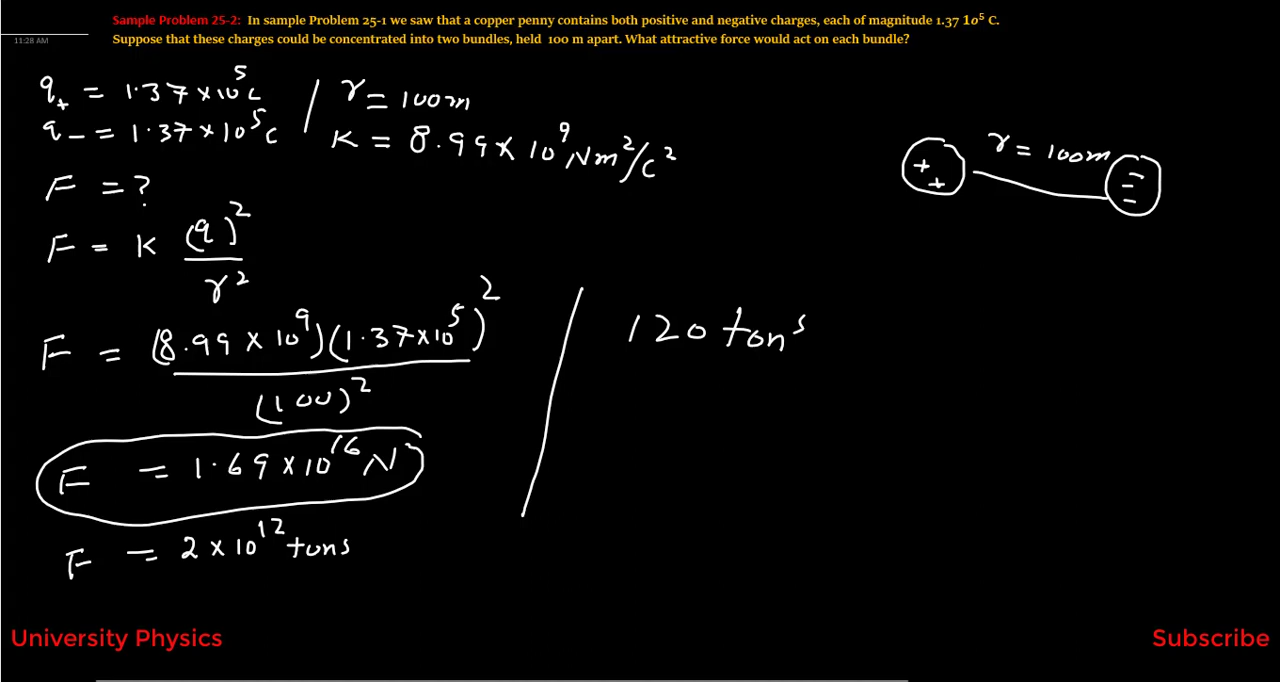 Sample Problem 25-2: In sample Problem 25-1 we saw that a copper penny contains both positive and negative charges, each of magnitude 1.37 10⁵ C.
11:28 AM
Suppose that these charges could be concentrated into two bundles, held 100 m apart. What attractive force would act on each bundle?
q₊ = 1.37 × 10⁵ C
q₋ = 1.37 × 10⁵ C
r = 100m
K = 8.99 × 10⁹ Nm²/C²
r = 100m
+ +
− − −
F = ?
F = K (q)² / r²
F = (8.99 × 10⁹)(1.37 × 10⁵)² / (100)²
120 tons
F = 1.69 × 10¹⁶ N
F = 2 × 10¹² tons
University Physics
Subscribe